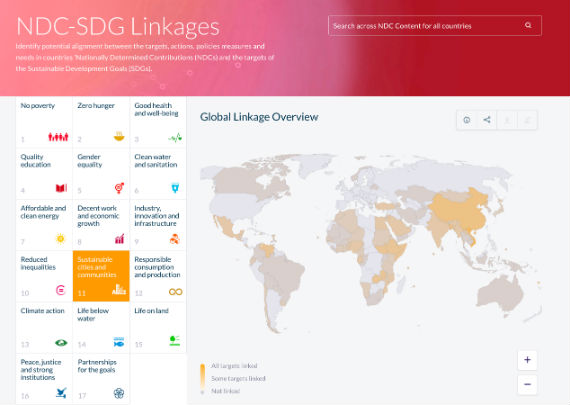 NDC-SDG Linkages
Identify potential alignment between the targets, actions, policies measures and
needs in countries 'Nationally Determined Contributions (NDCs) and the targets of
the Sustainable Development Goals (SDGs).
Search across NDC Content for all countries
No poverty
1
Zero hunger
2
Good health
and well-being
3
Quality
education
4
Gender
equality
5
Clean water
and sanitation
6
Affordable and
clean energy
7
Decent work
and economic
growth
8
Industry,
innovation and
infrastructure
9
Reduced
inequalities
10
Sustainable
cities and
communities
11
Responsible
consumption
and production
12
Climate action
13
Life below
water
14
Life on land
15
Peace, justice
and strong
institutions
16
Partnerships
for the goals
17
Global Linkage Overview
All targets linked
Some targets linked
Not linked
+
−